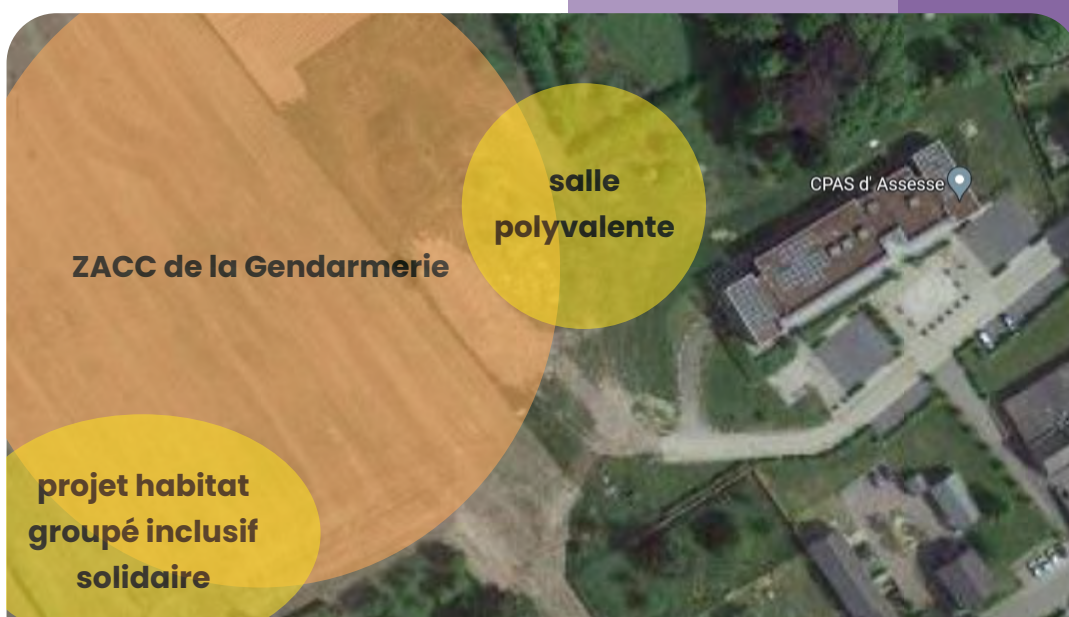 salle
polyvalente
CPAS d' Assesse
ZACC de la Gendarmerie
projet habitat
groupé inclusif
solidaire